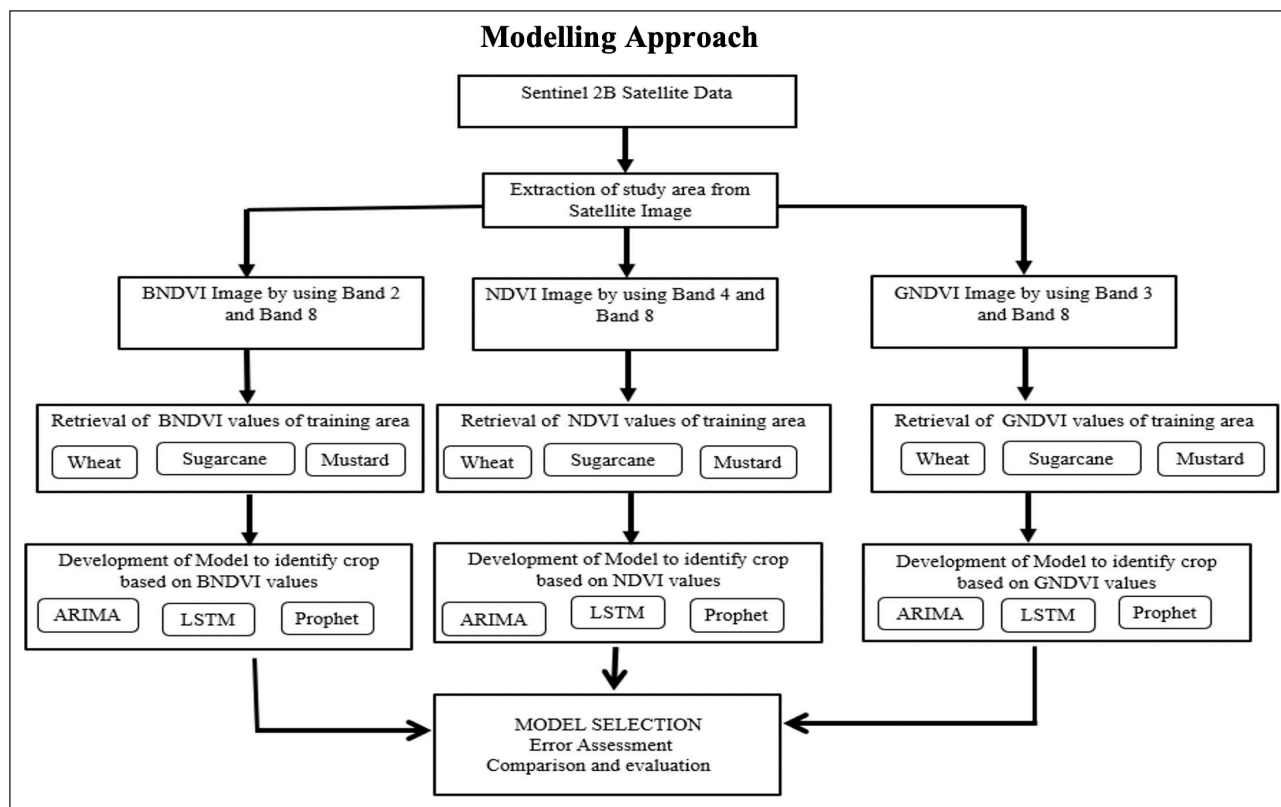 Modelling Approach
Sentinel 2B Satellite Data
Extraction of study area from
Satellite Image
BNDVI Image by using Band 2
and Band 8
NDVI Image by using Band 4 and
Band 8
GNDVI Image by using Band 3
and Band 8
Retrieval of BNDVI values of training area
Wheat
Sugarcane
Mustard
Retrieval of NDVI values of training area
Wheat
Sugarcane
Mustard
Retrieval of GNDVI values of training area
Wheat
Sugarcane
Mustard
Development of Model to identify crop
based on BNDVI values
ARIMA
LSTM
Prophet
Development of Model to identify crop
based on NDVI values
ARIMA
LSTM
Prophet
Development of Model to identify crop
based on GNDVI values
ARIMA
LSTM
Prophet
MODEL SELECTION
Error Assessment
Comparison and evaluation